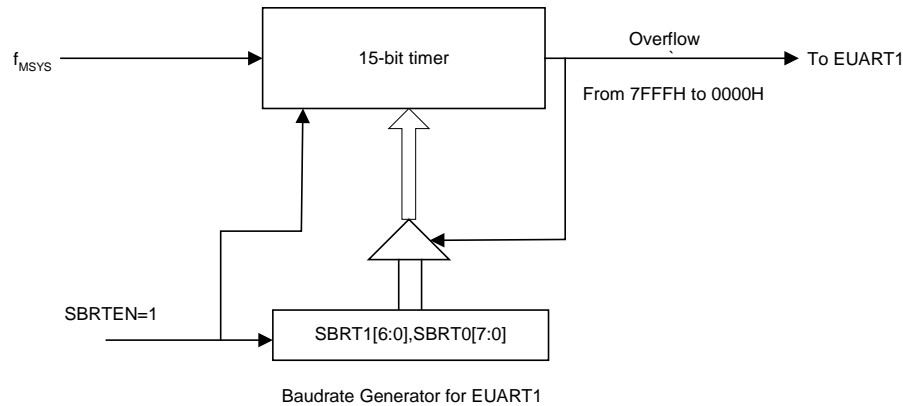 Overflow
f_MSYS
15-bit timer
To EUART1
From 7FFFH to 0000H
SBRTEN=1
SBRT1[6:0],SBRT0[7:0]
Baudrate Generator for EUART1